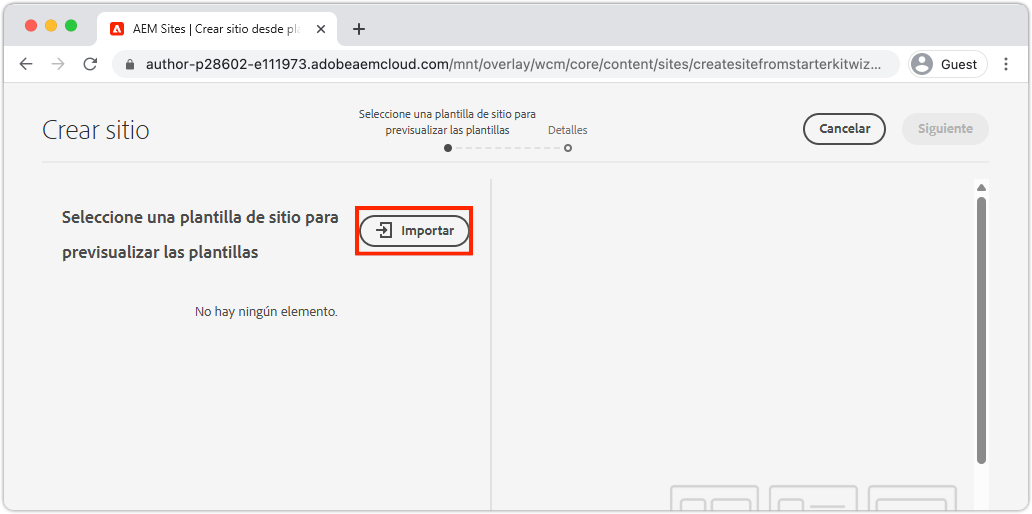 AEM Sites | Crear sitio desde pla
author-p28602-e111973.adobeaemcloud.com/mnt/overlay/wcm/core/content/sites/createsitefromstarterkitwiz...
Guest
Crear sitio
Seleccione una plantilla de sitio para
previsualizar las plantillas
Detalles
Cancelar
Siguiente
Seleccione una plantilla de sitio para
previsualizar las plantillas
Importar
No hay ningún elemento.